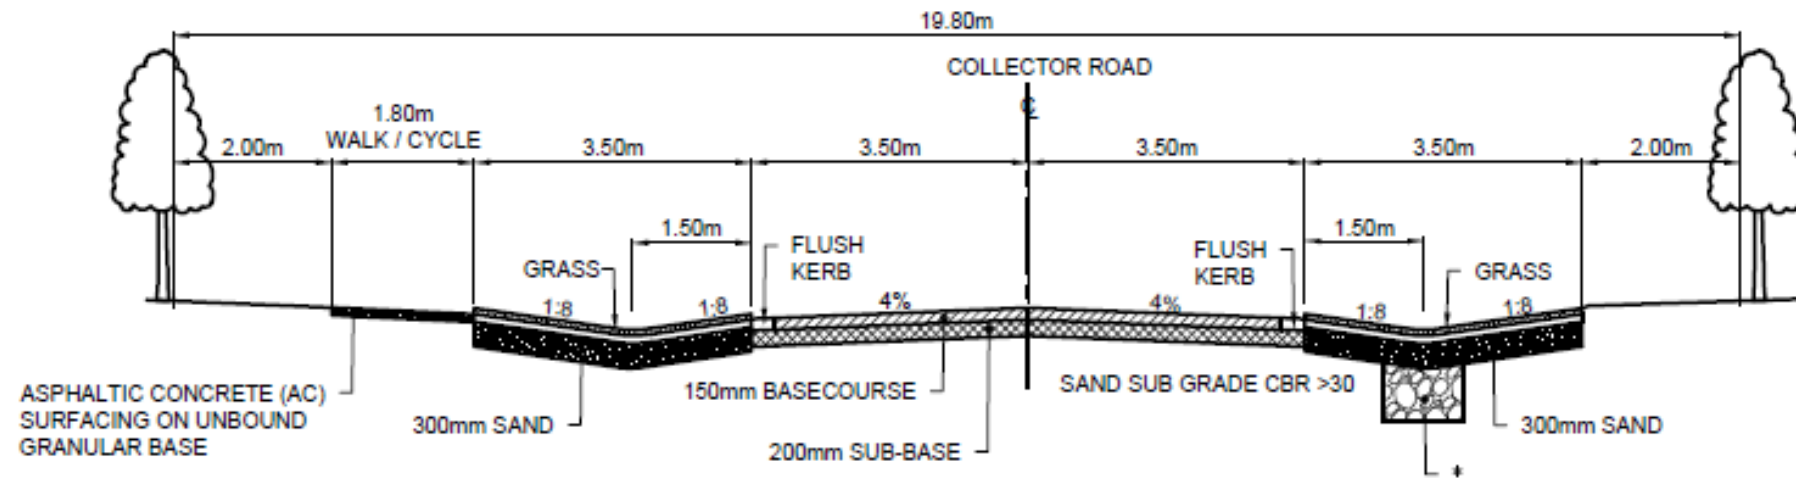 19.80m
COLLECTOR ROAD
℄
1.80m
WALK / CYCLE
2.00m
3.50m
3.50m
3.50m
3.50m
2.00m
1.50m
1.50m
FLUSH
KERB
FLUSH
KERB
GRASS
GRASS
1:8
1:8
4%
4%
1:8
1:8
ASPHALTIC CONCRETE (AC)
SURFACING ON UNBOUND
GRANULAR BASE
300mm SAND
150mm BASECOURSE
200mm SUB-BASE
SAND SUB GRADE CBR >30
300mm SAND
*